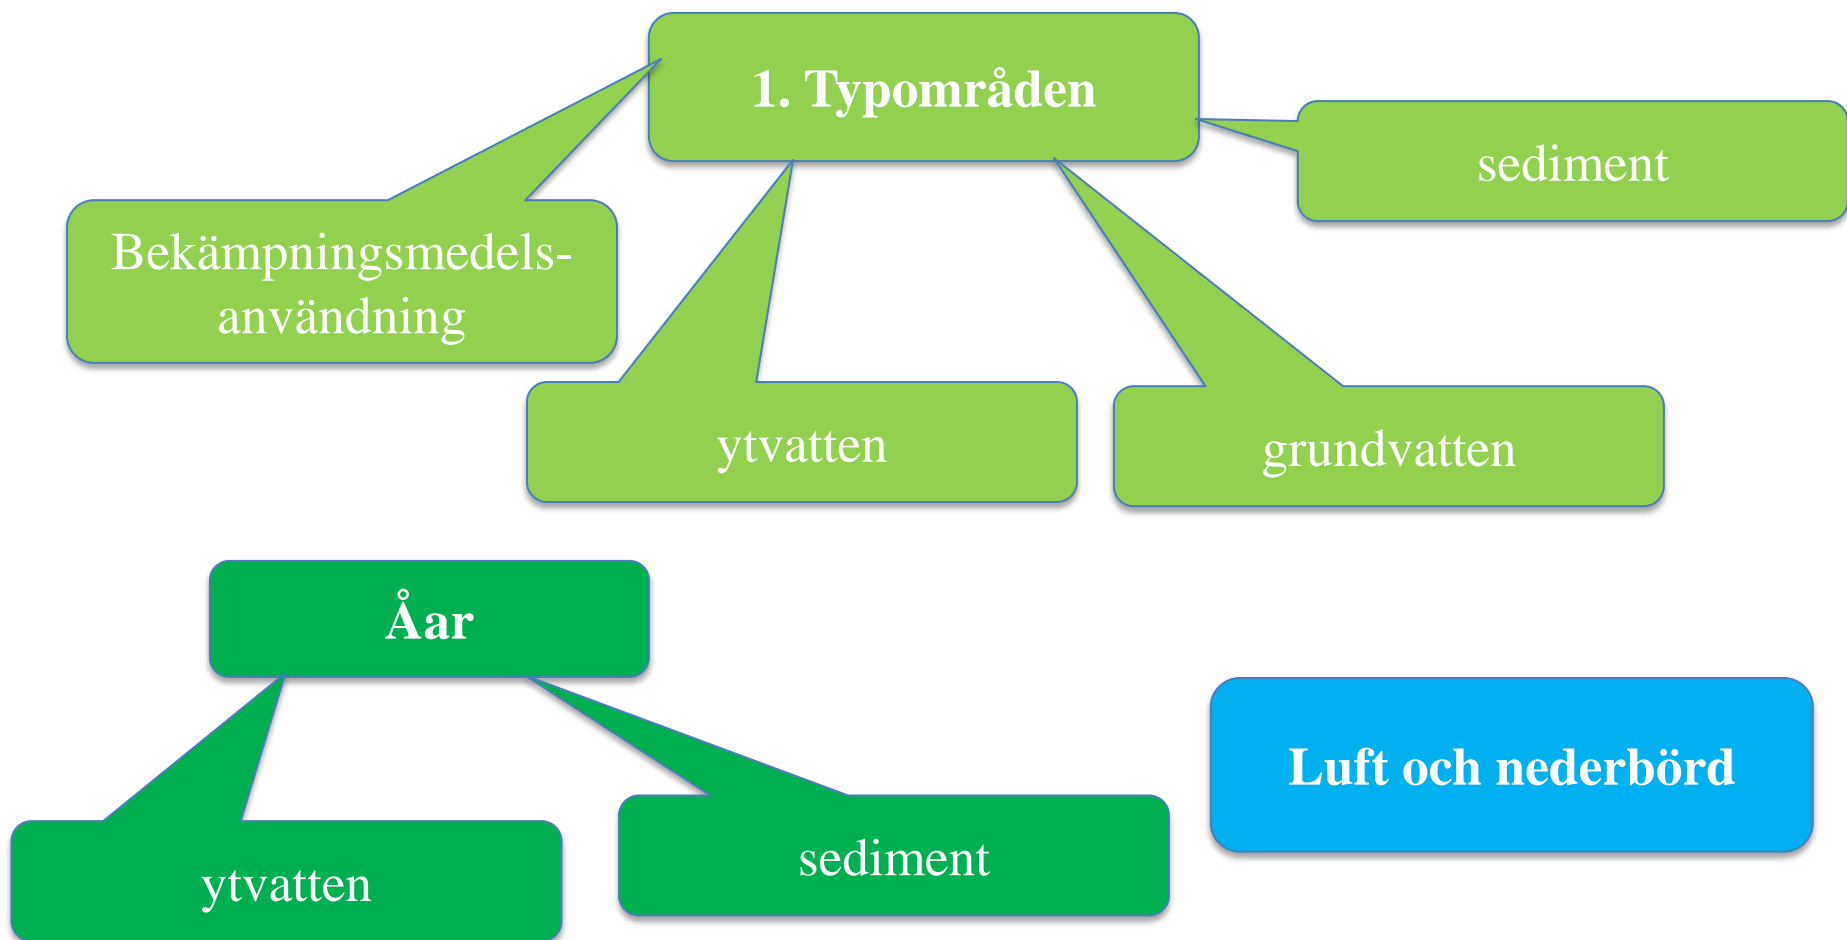 1. Typområden
sediment
Bekämpningsmedels-
användning
ytvatten
grundvatten
Åar
Luft och nederbörd
ytvatten
sediment